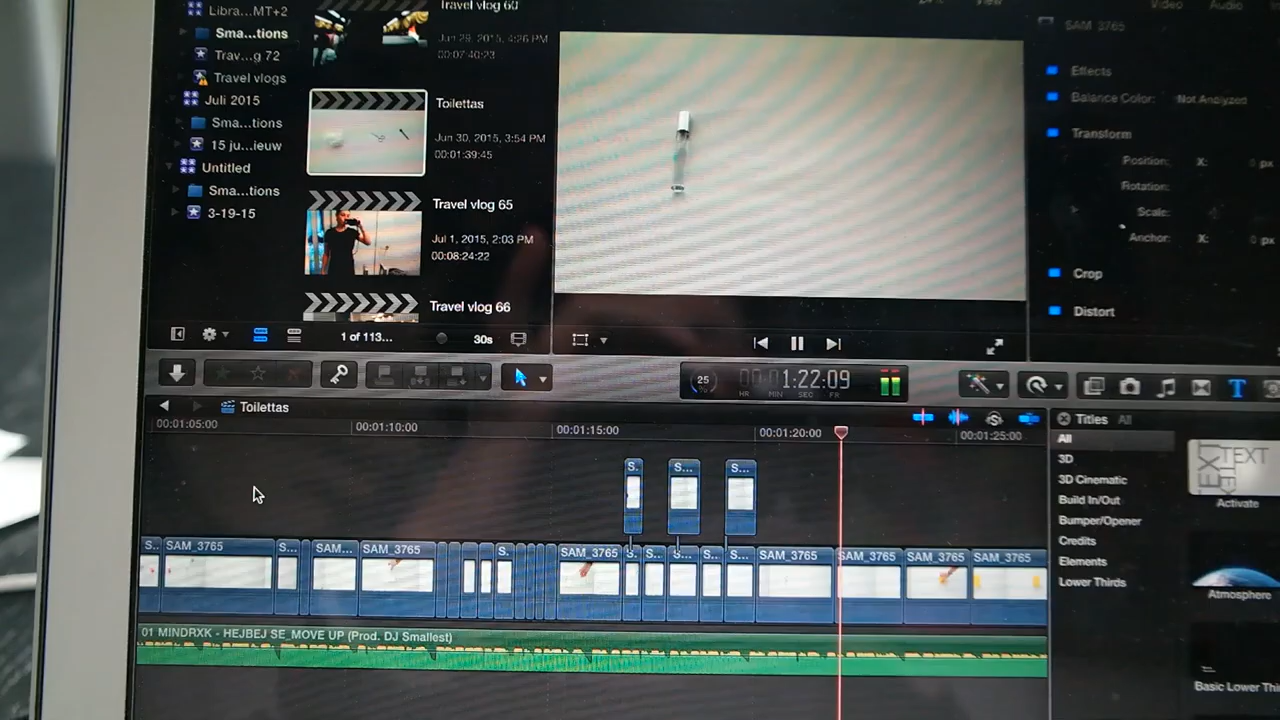 Libra...MT+2
Sma...tions
Trav...g 72
Travel vlogs
Juli 2015
Sma...tions
15 ju...ieuw
Untitled
Sma...tions
3-19-15
Travel vlog 60
Jun 29, 2015, 4:26 PM
00:07:40:23
Toilettas
Jun 30, 2015, 3:54 PM
00:01:39:45
Travel vlog 65
Jul 1, 2015, 2:03 PM
00:08:24:22
Travel vlog 66
1 of 113...
30s
View
Video
Audio
SAM_3765
Effects
Balance Color: Not Analyzed
Transform
Position: X: 0 px
Rotation:
Scale:
Anchor: X: 0 px
Crop
Distort
25
%
1:22:09
HR MIN SEC FR
T
Toilettas
00:01:05:00
00:01:10:00
00:01:15:00
00:01:20:00
00:01:25:00
S.
S...
S...
S...
SAM_3765
S...
SAM...
SAM_3765
S.
SAM_3765
S...
S...
S...
S...
S...
SAM_3765
SAM_3765
SAM_3765
SAM_3765
01 MINDRXK - HEJBEJ SE_MOVE UP (Prod. DJ Smallest)
Titles All
All
3D
3D Cinematic
Build In/Out
Bumper/Opener
Credits
Elements
Lower Thirds
TEXT
TEXT
Activate
Atmosphere
Basic Lower Thi